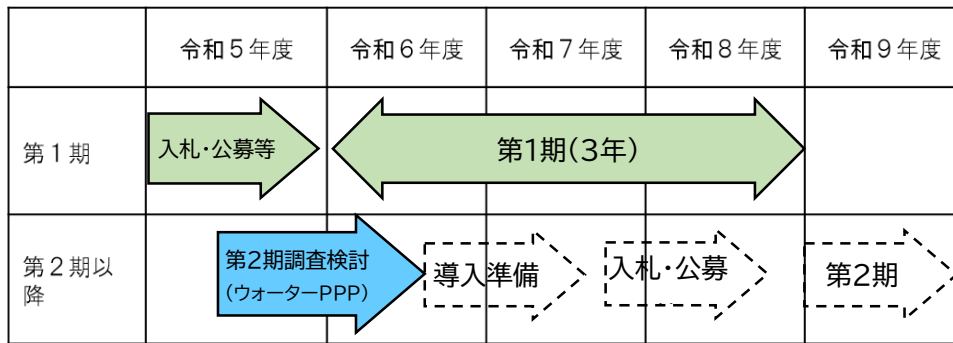 令和５年度 令和６年度 令和７年度 令和８年度 令和９年度
第１期
入札・公募等
第1期(3年)
第２期以
降
第2期調査検討
(ウォーターPPP)
導入準備
入札・公募
第2期